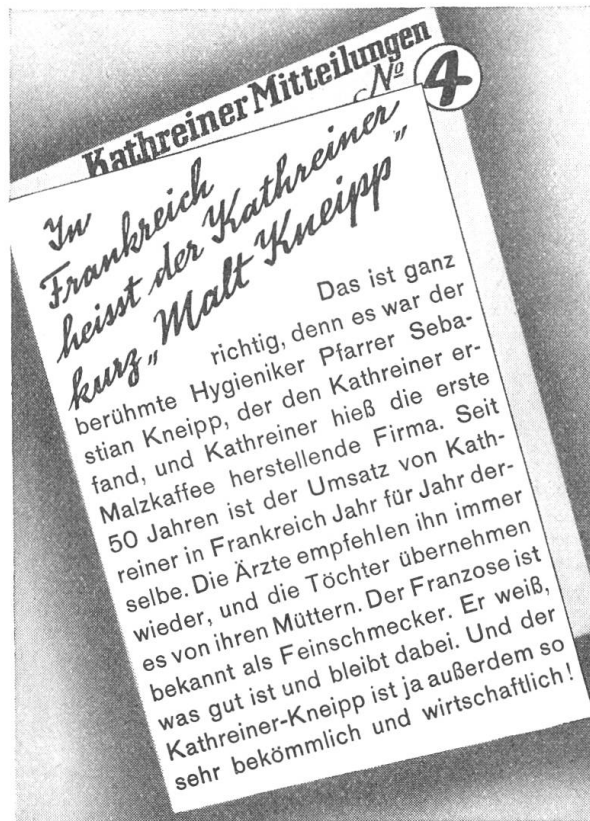 Kathreiner Mitteilungen
Nº 4
In
Frankreich
heisst der Kathreiner
kurz „Malt Kneipp"
Das ist ganz
richtig, denn es war der
berühmte Hygieniker Pfarrer Seba-
stian Kneipp, der den Kathreiner er-
fand, und Kathreiner hieß die erste
Malzkaffee herstellende Firma. Seit
50 Jahren ist der Umsatz von Kath-
reiner in Frankreich Jahr für Jahr der-
selbe. Die Ärzte empfehlen ihn immer
wieder, und die Töchter übernehmen
es von ihren Müttern. Der Franzose ist
bekannt als Feinschmecker. Er weiß,
was gut ist und bleibt dabei. Und der
Kathreiner-Kneipp ist ja außerdem so
sehr bekömmlich und wirtschaftlich!